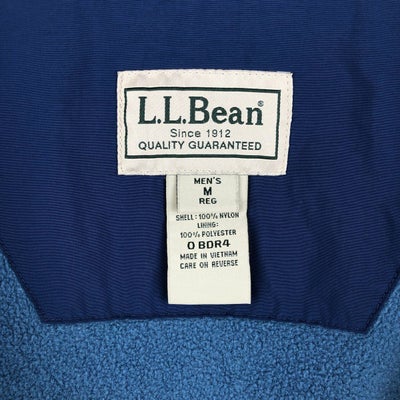 L.L.Bean®
Since 1912
QUALITY GUARANTEED
MEN'S
M
REG
SHELL: 100% NYLON
LINING:
100% POLYESTER
0 BDR4
MADE IN VIETNAM
CARE ON REVERSE